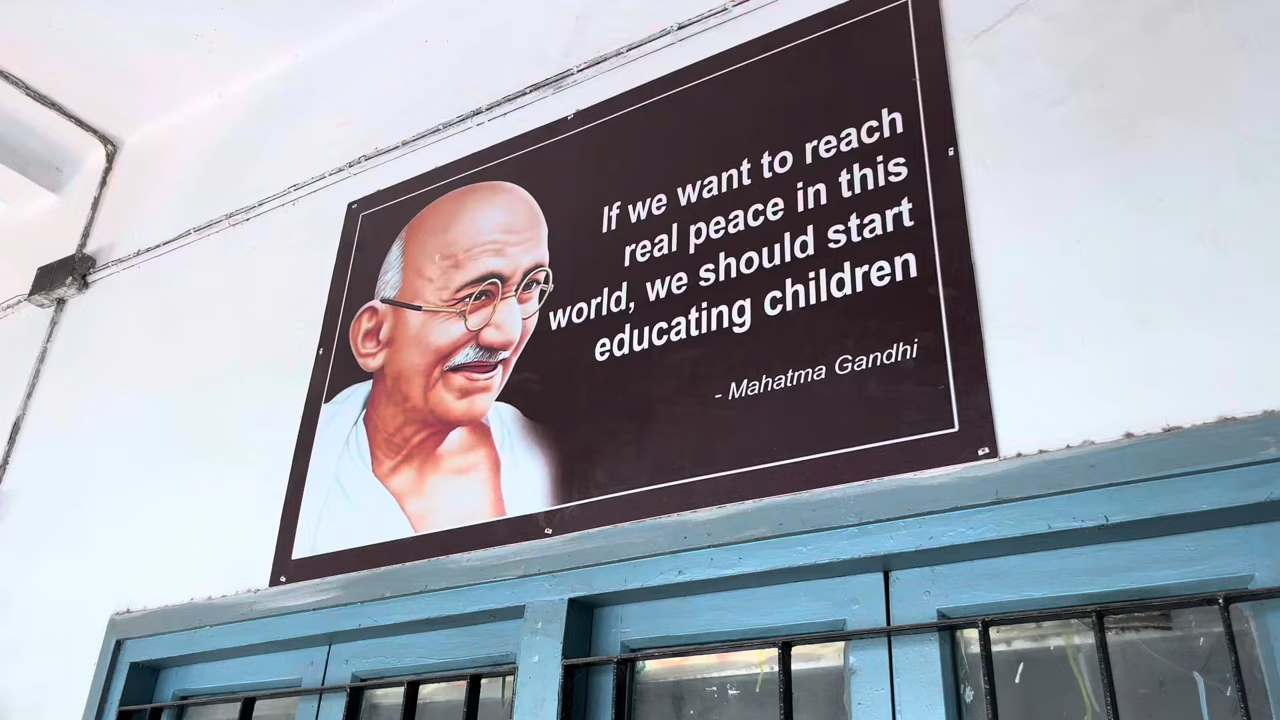 If we want to reach
real peace in this
world, we should start
educating children
- Mahatma Gandhi